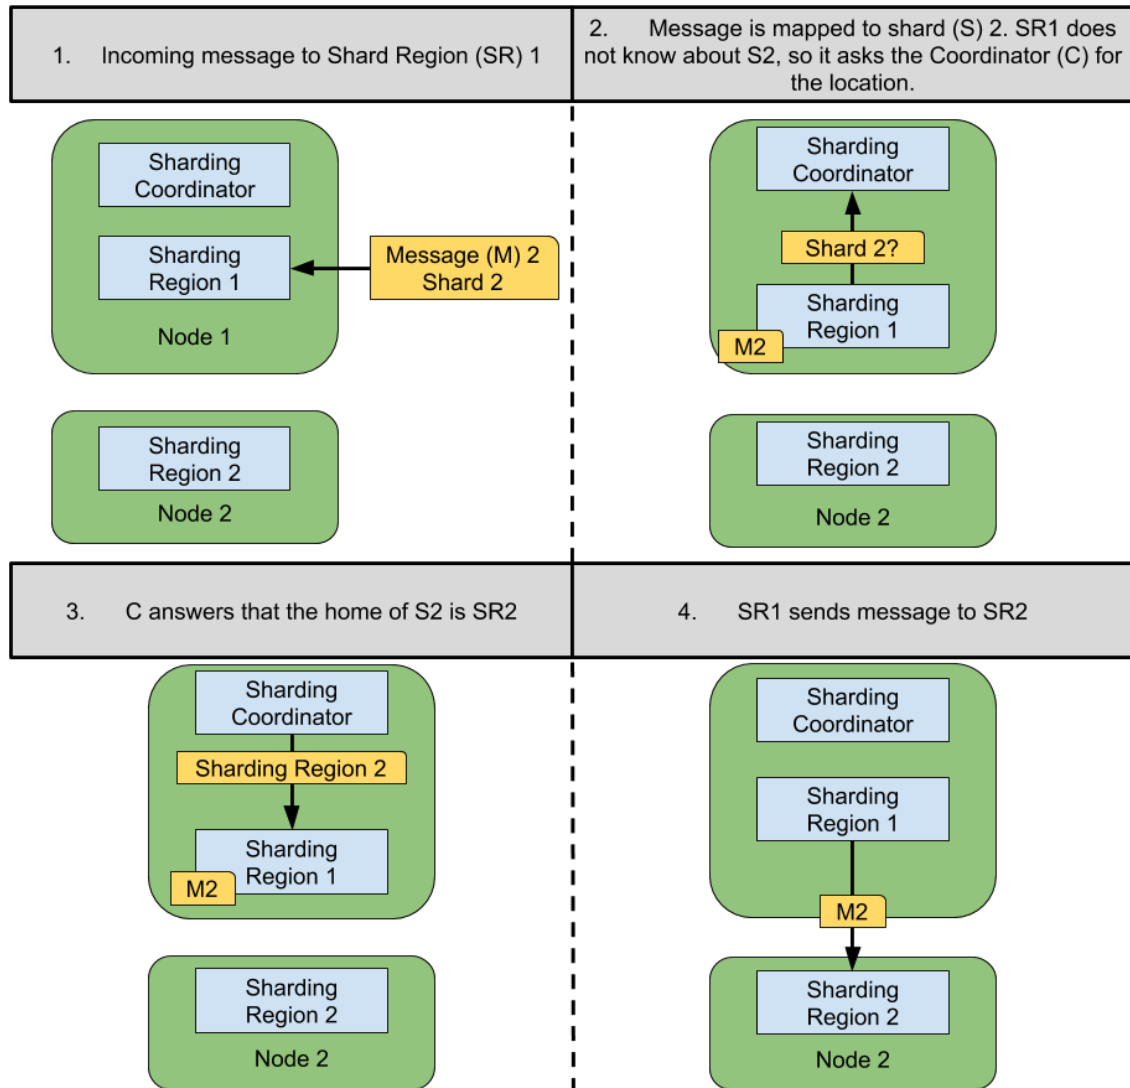 1. Incoming message to Shard Region (SR) 1
2. Message is mapped to shard (S) 2. SR1 does
not know about S2, so it asks the Coordinator (C) for
the location.
Sharding
Coordinator
Sharding
Region 1
Message (M) 2
Shard 2
Node 1
Sharding
Region 2
Node 2
Sharding
Coordinator
Shard 2?
Sharding
Region 1
M2
Sharding
Region 2
Node 2
3. C answers that the home of S2 is SR2
4. SR1 sends message to SR2
Sharding
Coordinator
Sharding Region 2
Sharding
Region 1
M2
Sharding
Region 2
Node 2
Sharding
Coordinator
Sharding
Region 1
M2
Sharding
Region 2
Node 2